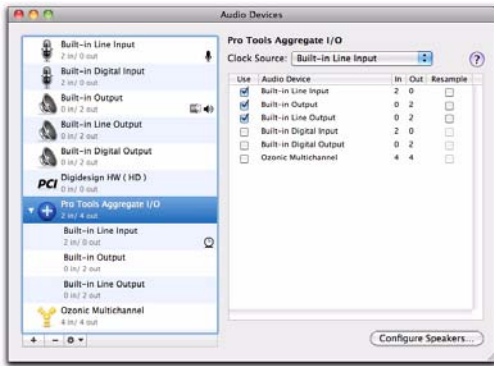 Audio Devices
Built-in Line Input
2 in/ 0 out
Built-in Digital Input
2 in/ 0 out
Built-in Output
0 in/ 2 out
Built-in Line Output
0 in/ 2 out
Built-in Digital Output
0 in/ 2 out
PCI
Digidesign HW ( HD )
0 in/ 0 out
Pro Tools Aggregate I/O
2 in/ 4 out
Built-in Line Input
2 in/ 0 out
Built-in Output
0 in/ 2 out
Built-in Line Output
0 in/ 2 out
Ozonic Multichannel
4 in/ 4 out
Pro Tools Aggregate I/O
Clock Source: Built-in Line Input ?
Use Audio Device In Out Resample
Built-in Line Input 2 0
Built-in Output 0 2
Built-in Line Output 0 2
Built-in Digital Input 2 0
Built-in Digital Output 0 2
Ozonic Multichannel 4 4
Configure Speakers...